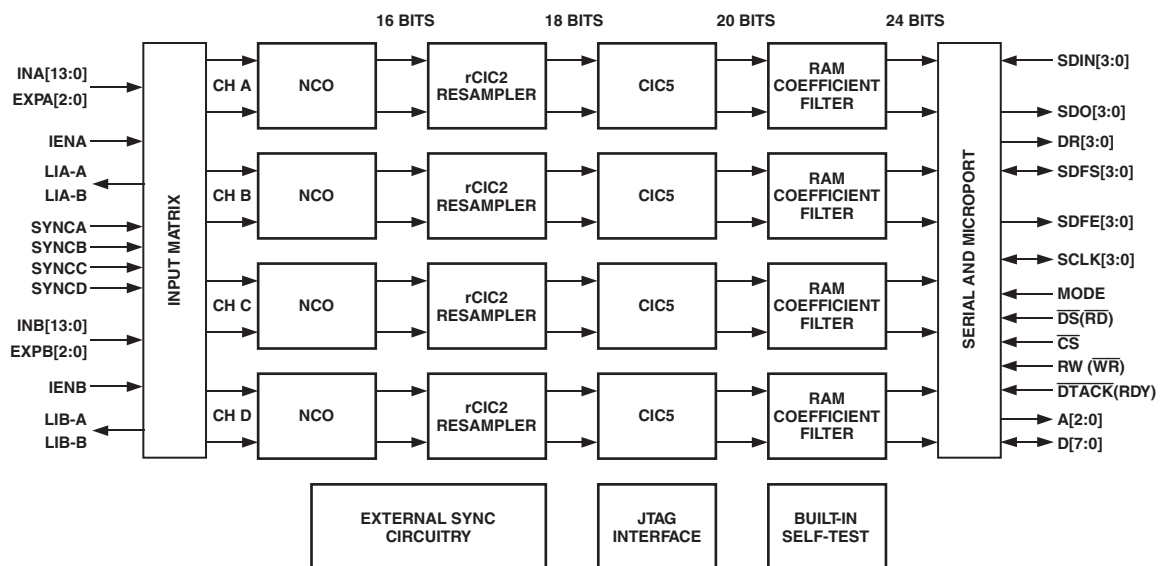 16 BITS
18 BITS
20 BITS
24 BITS
INA[13:0]
EXPA[2:0]
IENA
LIA-A
LIA-B
SYNCA
SYNCB
SYNCC
SYNCD
INB[13:0]
EXPB[2:0]
IENB
LIB-A
LIB-B
INPUT MATRIX
CH A
NCO
rCIC2
RESAMPLER
CIC5
RAM
COEFFICIENT
FILTER
CH B
NCO
rCIC2
RESAMPLER
CIC5
RAM
COEFFICIENT
FILTER
CH C
NCO
rCIC2
RESAMPLER
CIC5
RAM
COEFFICIENT
FILTER
CH D
NCO
rCIC2
RESAMPLER
CIC5
RAM
COEFFICIENT
FILTER
SERIAL AND MICROPORT
SDIN[3:0]
SDO[3:0]
DR[3:0]
SDFS[3:0]
SDFE[3:0]
SCLK[3:0]
MODE
D̅S̅(R̅D̅)
C̅S̅
RW (W̅R̅)
D̅T̅A̅C̅K̅(RDY)
A[2:0]
D[7:0]
EXTERNAL SYNC
CIRCUITRY
JTAG
INTERFACE
BUILT-IN
SELF-TEST